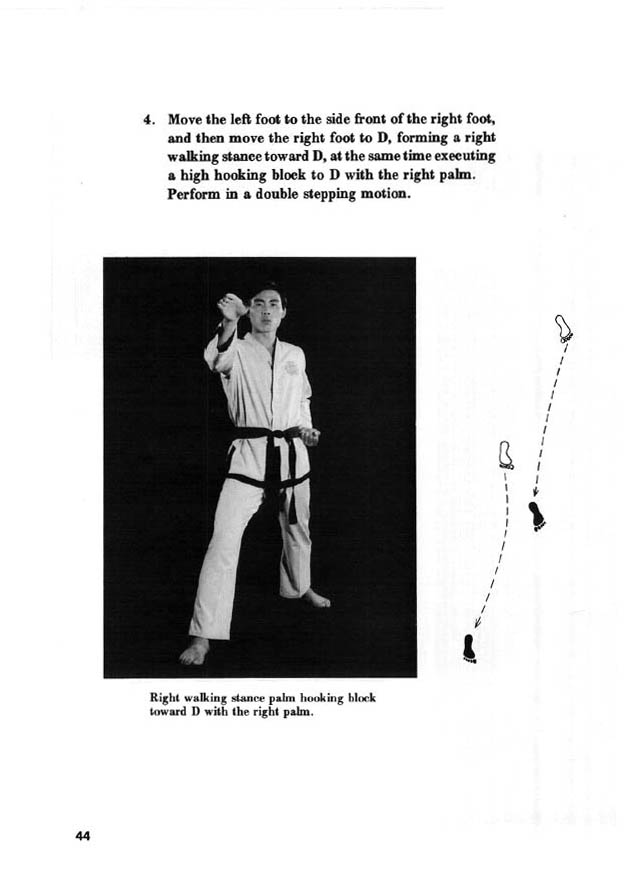 4. Move the left foot to the side front of the right foot,
and then move the right foot to D, forming a right
walking stance toward D, at the same time executing
a high hooking block to D with the right palm.
Perform in a double stepping motion.
Right walking stance palm hooking block
toward D with the right palm.
44